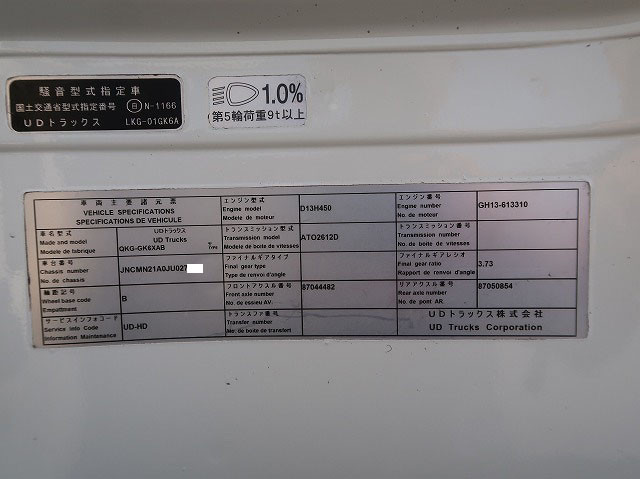 騒音型式指定車
国土交通省型式指定番号 日 N-1166
UDトラックス LKG-01GK6A
1.0%
第5輪荷重9t以上
車両主要諸元票
VEHICLE SPECIFICATIONS
SPECIFICATIONS DE VEHICULE
車名型式 UDトラックス
Made and model UD Trucks
Modele de fabrique QKG-GK6XAB TYPE
車台番号
Chassis number JNCMN21A0JU027
No. de chassis
軸距記号
Wheel base code B
Empattement
サービスインフォコード
Service into Code UD-HD
Information Maintenance
エンジン型式
Engine model D13H450
Modele de moteur
トランスミッション型式
Transmission model ATO2612D
Modele de boite de vitesses
ファイナルギアタイプ
Final gear type
Type de renvoi d'angle
フロントアクスル番号
Front axle number 87044482
No. de essieu AV
トランスファ番号
Transfer number
No. de boite de transfert
エンジン番号
Engine number GH13-613310
No. de moteur
トランスミッション番号
Transmission number
No. de boite de vitesses
ファイナルギアレシオ
Final gear ratio 3.73
Rapport de renvoi d'angle
リアアクスル番号
Rear axle number 87050854
No. de pont AR
UDトラックス株式会社
UD Trucks Corporation